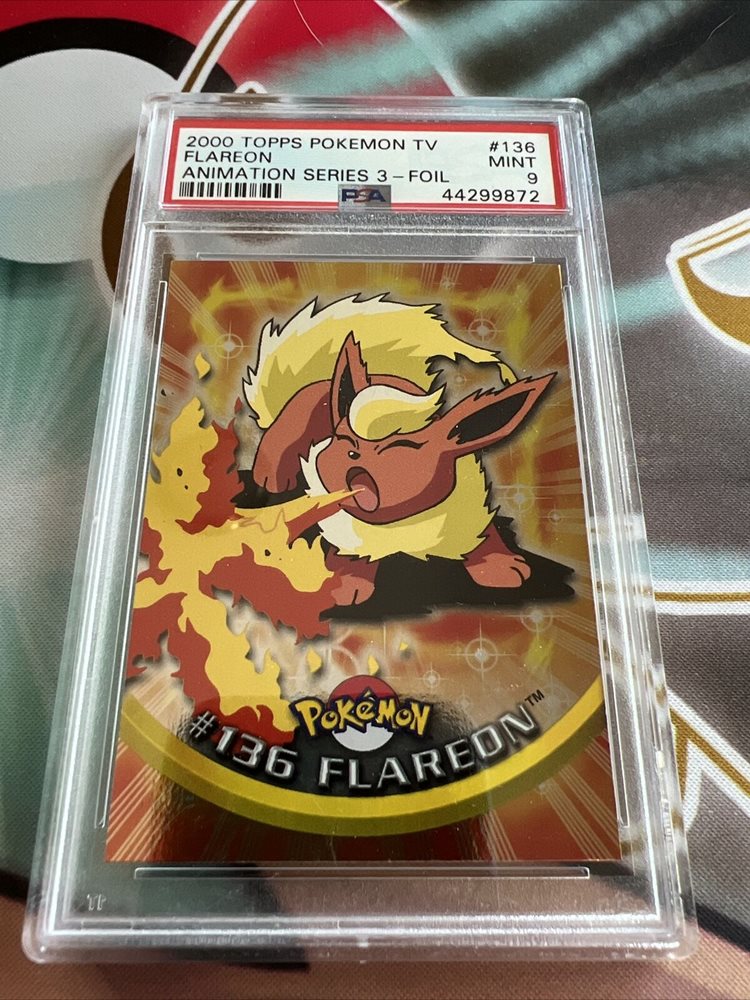 2000 TOPPS POKEMON TV #136
FLAREON MINT
ANIMATION SERIES 3-FOIL 9
PSA 44299872
POKéMON
#136 FLAREON™